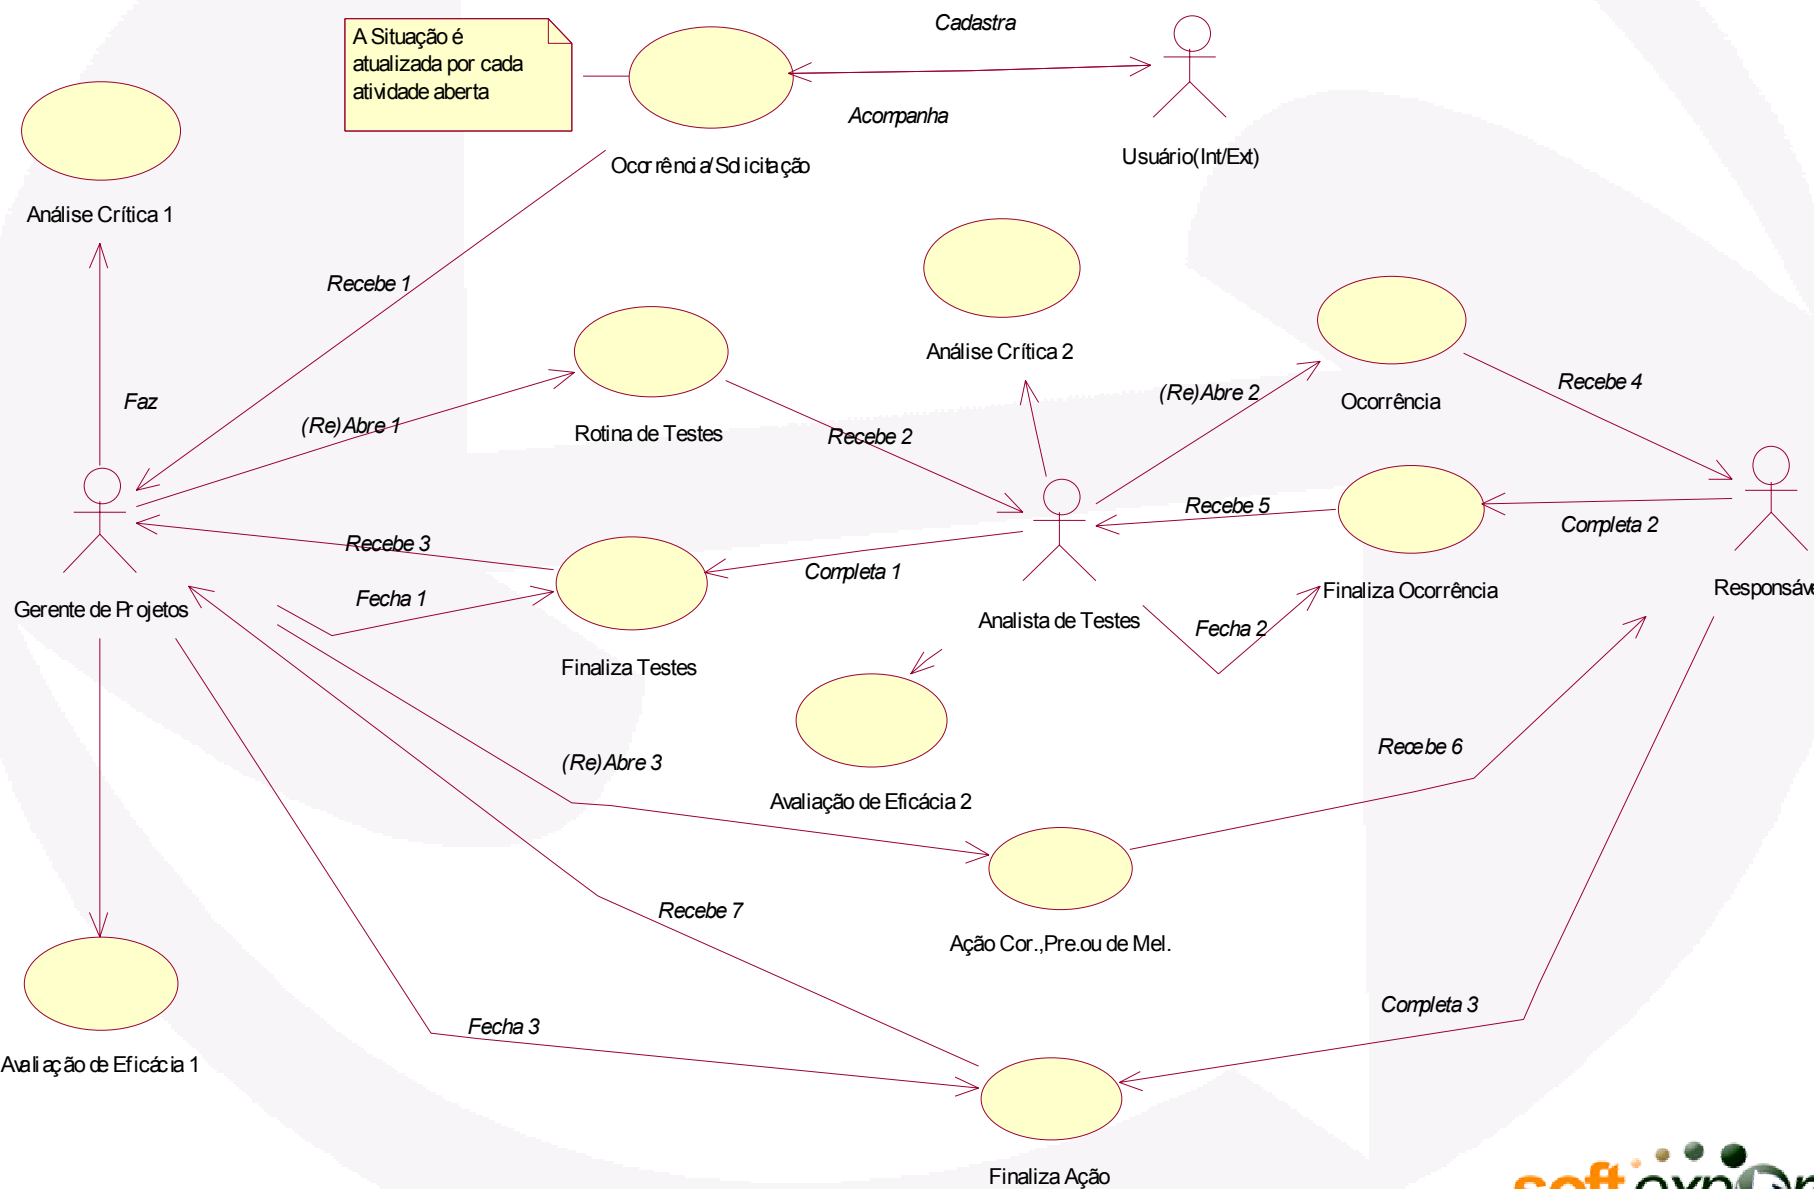 A Situação é
atualizada por cada
atividade aberta
Cadastra
Acompanha
Usuário(Int/Ext)
Ocorrência/Solicitação
Análise Crítica 1
Recebe 1
Análise Crítica 2
Faz
(Re)Abre 1
Rotina de Testes
Recebe 2
(Re)Abre 2
Ocorrência
Recebe 4
Recebe 3
Recebe 5
Completa 2
Completa 1
Fecha 1
Gerente de Projetos
Finaliza Testes
Analista de Testes
Fecha 2
Finaliza Ocorrência
Responsáve
(Re)Abre 3
Avaliação de Eficácia 2
Recebe 6
Recebe 7
Ação Cor.,Pre.ou de Mel.
Fecha 3
Completa 3
Avaliação de Eficácia 1
Finaliza Ação